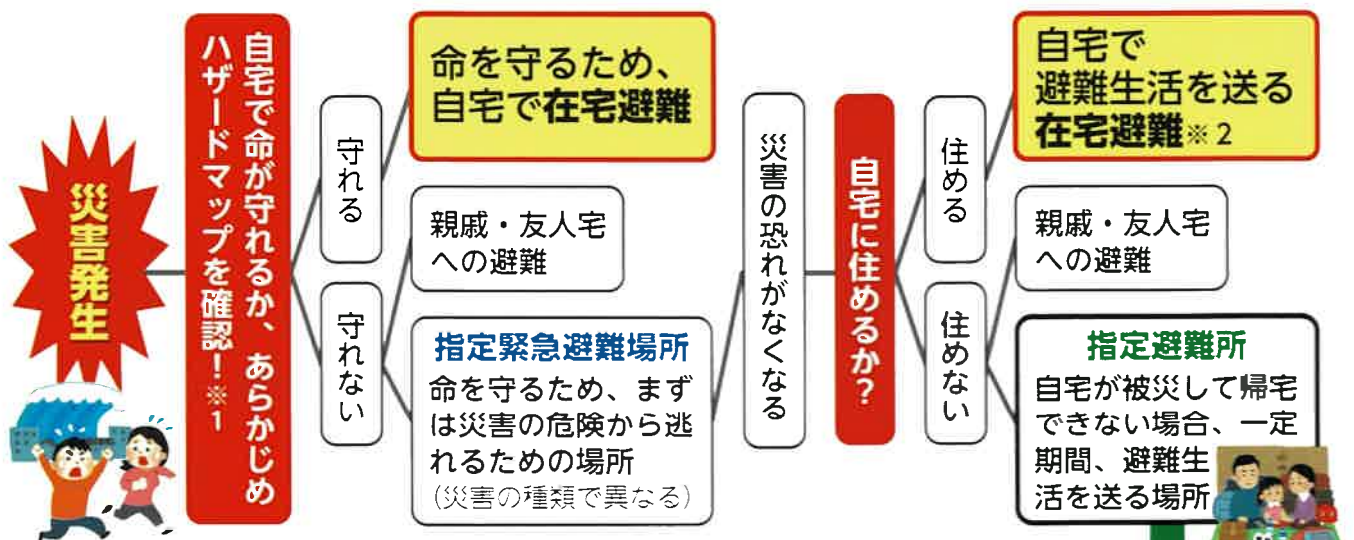 災害発生
自宅で命が守れるか、あらかじめ
ハザードマップを確認！※1
守れる
命を守るため、
自宅で在宅避難
守れない
親戚・友人宅
への避難
指定緊急避難場所
命を守るため、まず
は災害の危険から逃
れるための場所
（災害の種類で異なる）
災害の恐れがなくなる
自宅に住めるか？
住める
自宅で
避難生活を送る
在宅避難※2
住めない
親戚・友人宅
への避難
指定避難所
自宅が被災して帰宅
できない場合、一定
期間、避難生
活を送る場所